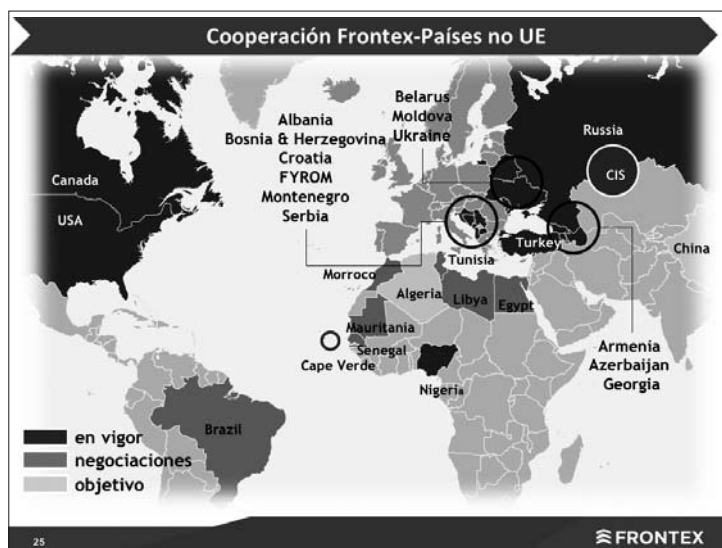 Cooperación Frontex-Países no UE
Albania
Bosnia & Herzegovina
Croatia
FYROM
Montenegro
Serbia
Belarus
Moldova
Ukraine
Russia
CIS
Canada
USA
China
Turkey
Tunisia
Morroco
Algeria
Libya
Egypt
Mauritania
Senegal
Cape Verde
Nigeria
Armenia
Azerbaijan
Georgia
Brazil
en vigor
negociaciones
objetivo
25
FRONTEX